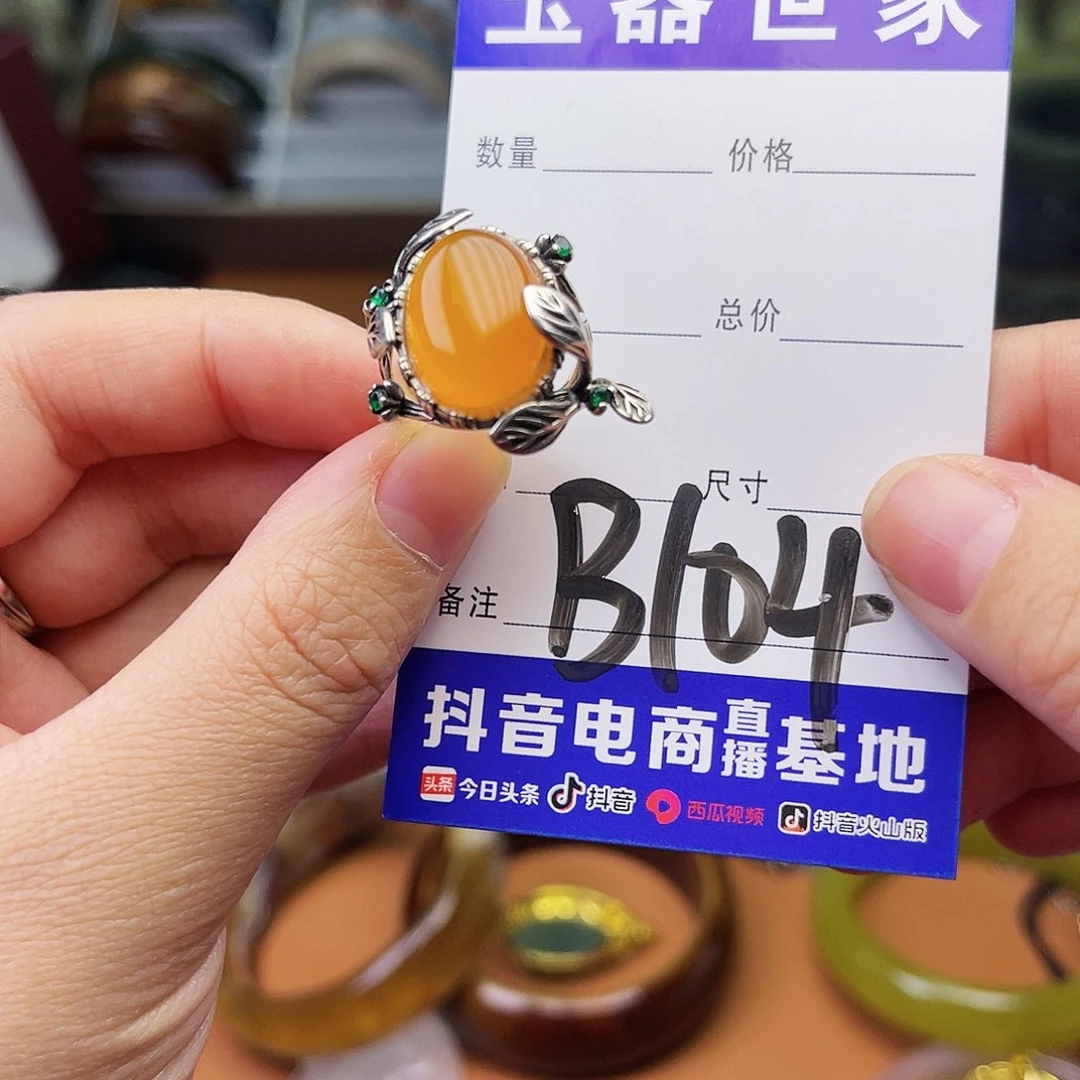 玉器世家
数量 价格
总价
尺寸
备注 B104
抖音电商直播基地
头条 今日头条 抖音 西瓜视频 抖音火山版